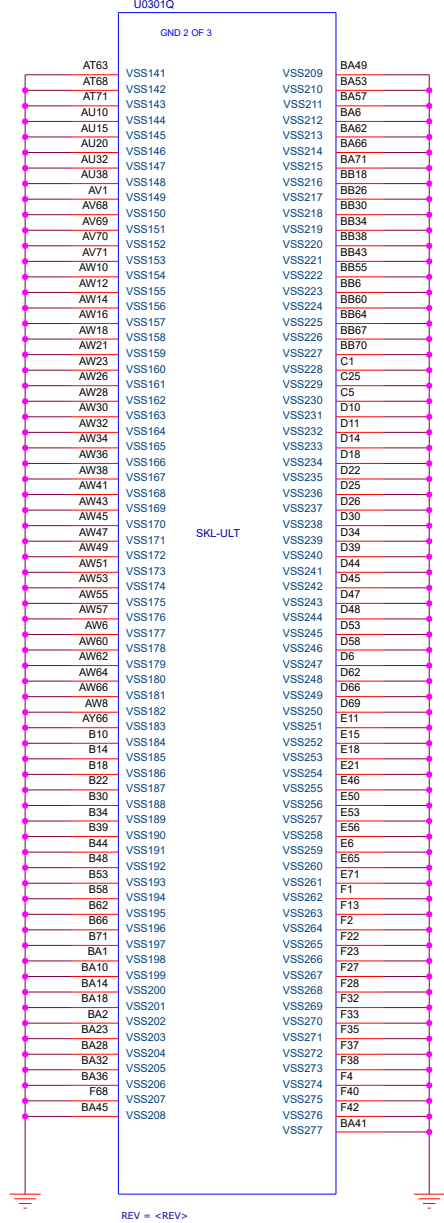 U0301Q
GND 2 OF 3
AT63 VSS141 VSS209 BA49
AT68 VSS142 VSS210 BA53
AT71 VSS143 VSS211 BA57
AU10 VSS144 VSS212 BA6
AU15 VSS145 VSS213 BA62
AU20 VSS146 VSS214 BA66
AU32 VSS147 VSS215 BA71
AU38 VSS148 VSS216 BB18
AV1 VSS149 VSS217 BB26
AV68 VSS150 VSS218 BB30
AV69 VSS151 VSS219 BB34
AV70 VSS152 VSS220 BB38
AV71 VSS153 VSS221 BB43
AW10 VSS154 VSS222 BB55
AW12 VSS155 VSS223 BB6
AW14 VSS156 VSS224 BB60
AW16 VSS157 VSS225 BB64
AW18 VSS158 VSS226 BB67
AW21 VSS159 VSS227 BB70
AW23 VSS160 VSS228 C1
AW26 VSS161 VSS229 C25
AW28 VSS162 VSS230 C5
AW30 VSS163 VSS231 D10
AW32 VSS164 VSS232 D11
AW34 VSS165 VSS233 D14
AW36 VSS166 VSS234 D18
AW38 VSS167 VSS235 D22
AW41 VSS168 VSS236 D25
AW43 VSS169 VSS237 D26
AW45 VSS170 VSS238 D30
AW47 VSS171 SKL-ULT VSS239 D34
AW49 VSS172 VSS240 D39
AW51 VSS173 VSS241 D44
AW53 VSS174 VSS242 D45
AW55 VSS175 VSS243 D47
AW57 VSS176 VSS244 D48
AW6 VSS177 VSS245 D53
AW60 VSS178 VSS246 D58
AW62 VSS179 VSS247 D6
AW64 VSS180 VSS248 D62
AW66 VSS181 VSS249 D66
AW8 VSS182 VSS250 D69
AY66 VSS183 VSS251 E11
B10 VSS184 VSS252 E15
B14 VSS185 VSS253 E18
B18 VSS186 VSS254 E21
B22 VSS187 VSS255 E46
B30 VSS188 VSS256 E50
B34 VSS189 VSS257 E53
B39 VSS190 VSS258 E56
B44 VSS191 VSS259 E6
B48 VSS192 VSS260 E65
B53 VSS193 VSS261 E71
B58 VSS194 VSS262 F1
B62 VSS195 VSS263 F13
B66 VSS196 VSS264 F2
B71 VSS197 VSS265 F22
BA1 VSS198 VSS266 F23
BA10 VSS199 VSS267 F27
BA14 VSS200 VSS268 F28
BA18 VSS201 VSS269 F32
BA2 VSS202 VSS270 F33
BA23 VSS203 VSS271 F35
BA28 VSS204 VSS272 F37
BA32 VSS205 VSS273 F38
BA36 VSS206 VSS274 F4
F68 VSS207 VSS275 F40
BA45 VSS208 VSS276 F42
VSS277 BA41
REV = <REV>